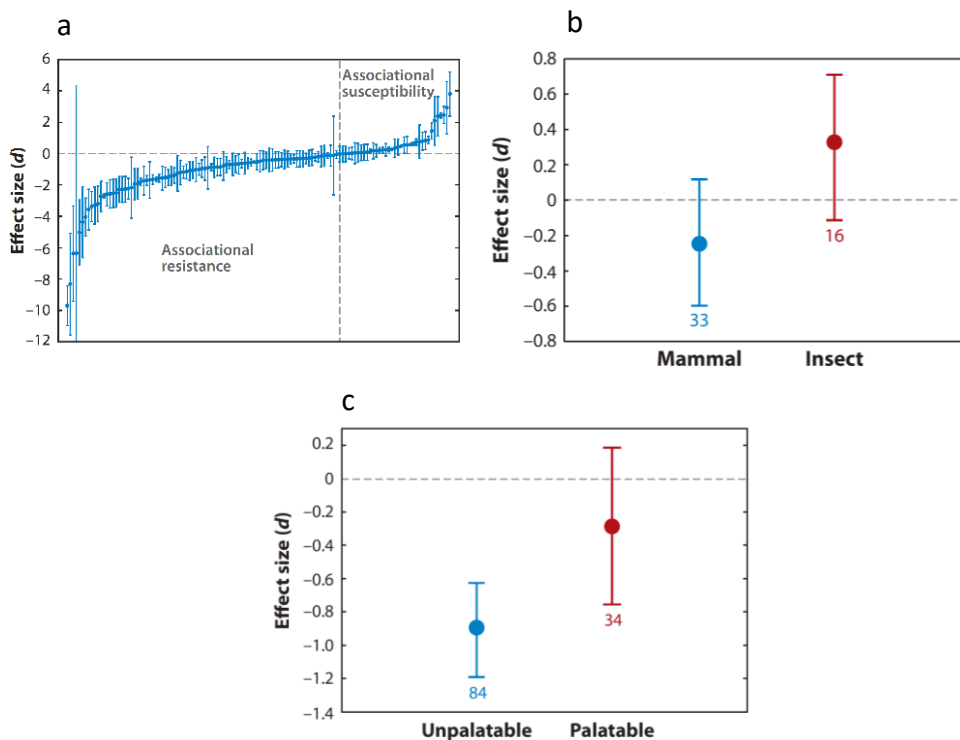 a
6
4
2
0
–2
–4
–6
–8
–10
–12
Effect size (d)
Associational
susceptibility
Associational
resistance
b
0.8
0.6
0.4
0.2
0
–0.2
–0.4
–0.6
–0.8
Effect size (d)
33
16
Mammal
Insect
c
0.2
0
–0.2
–0.4
–0.6
–0.8
–1.0
–1.2
–1.4
Effect size (d)
84
34
Unpalatable
Palatable